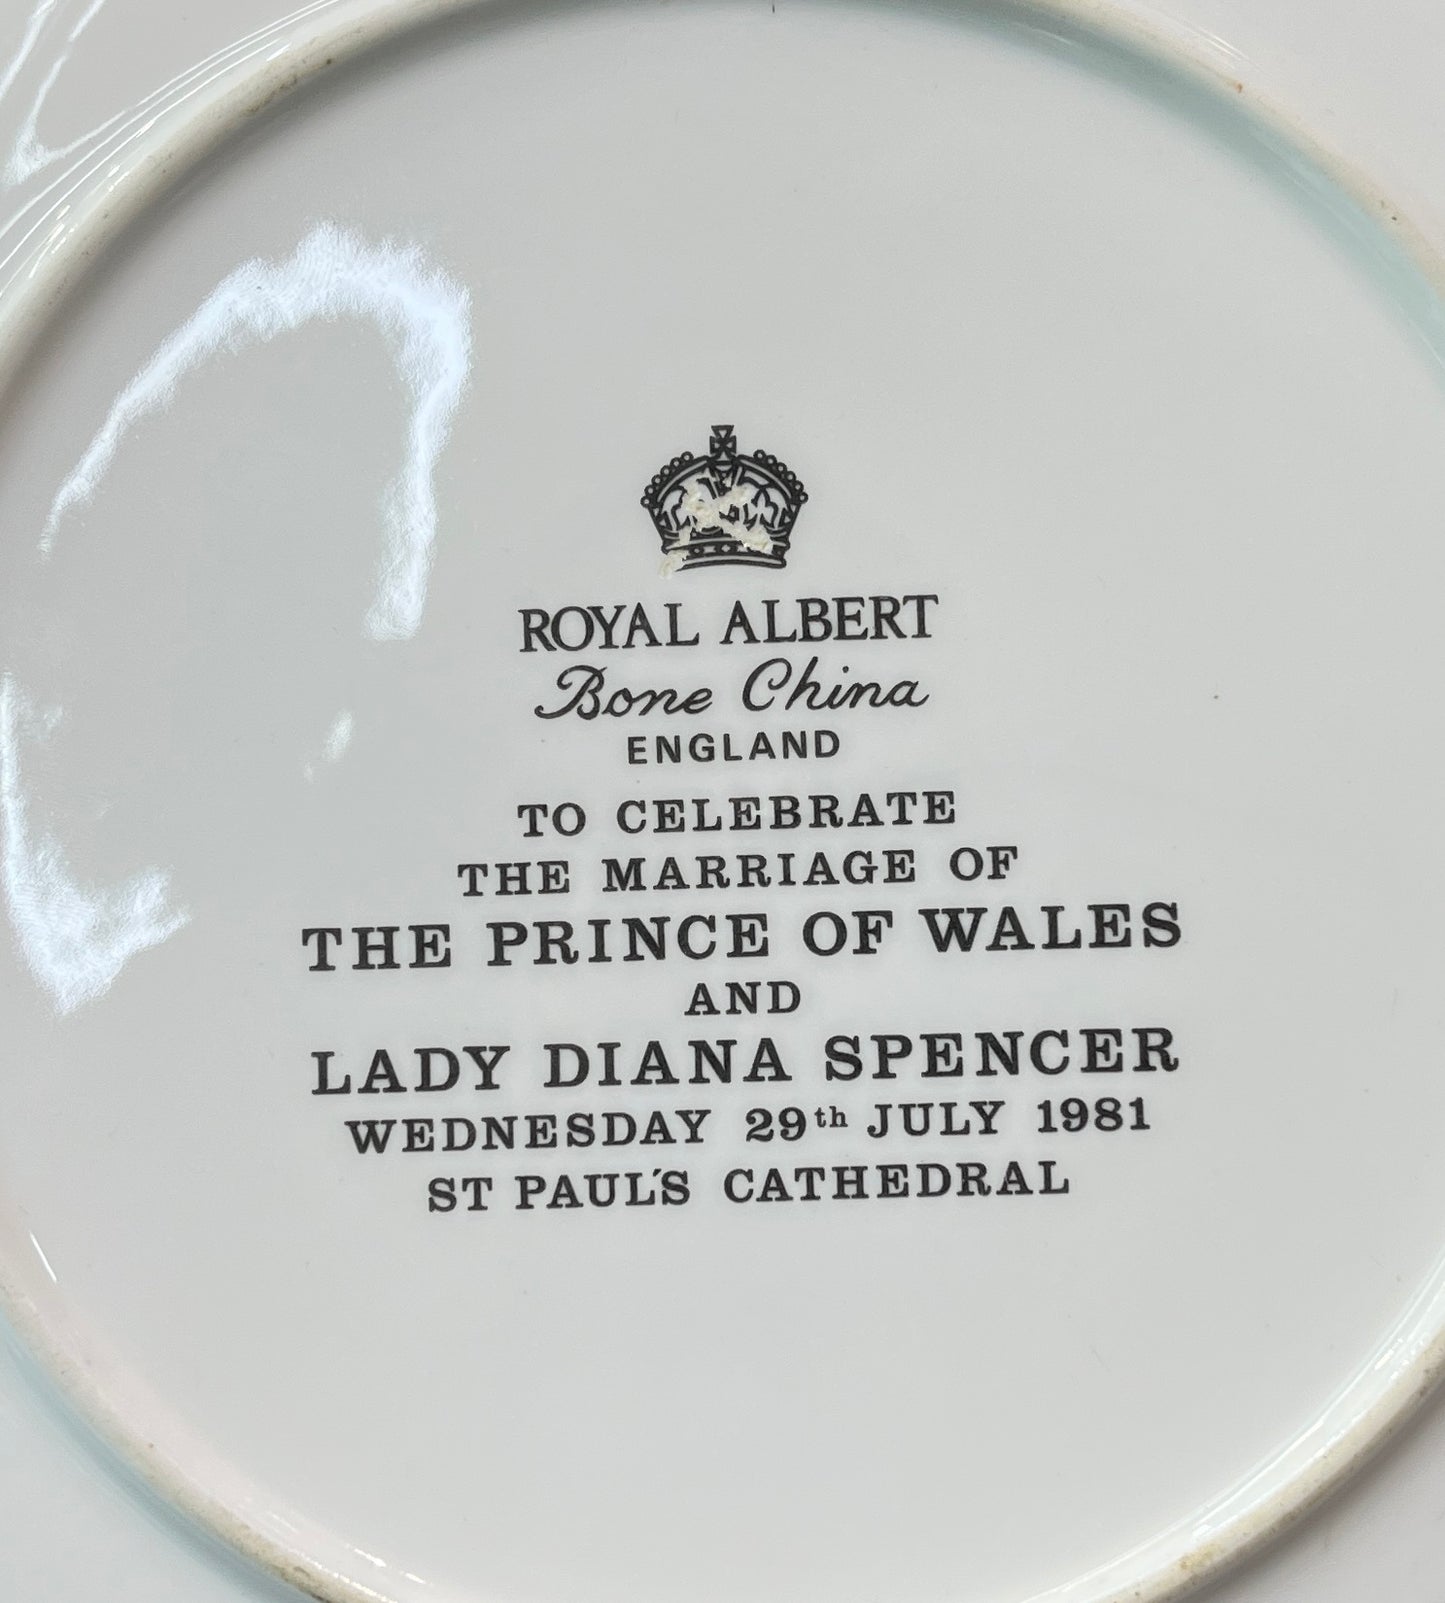 ROYAL ALBERT
Bone China
ENGLAND
TO CELEBRATE
THE MARRIAGE OF
THE PRINCE OF WALES
AND
LADY DIANA SPENCER
WEDNESDAY 29th JULY 1981
ST PAUL'S CATHEDRAL